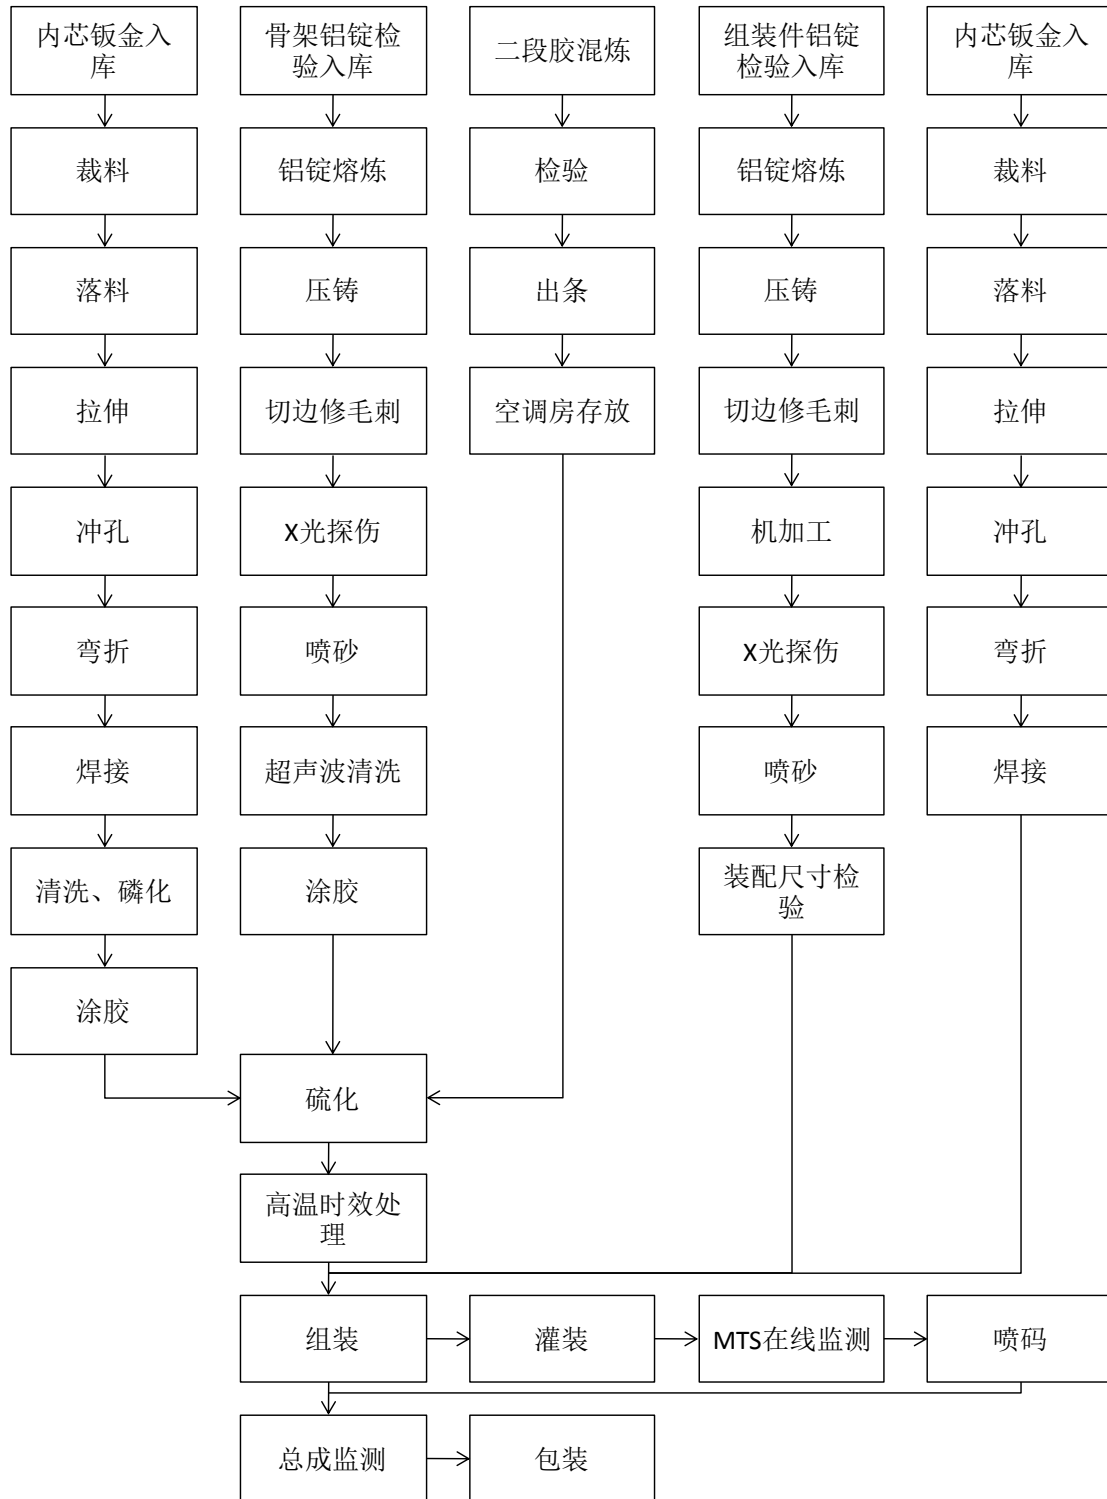 内芯钣金入
库
骨架铝锭检
验入库
二段胶混炼
组装件铝锭
检验入库
内芯钣金入
库
裁料
铝锭熔炼
检验
铝锭熔炼
裁料
落料
压铸
出条
压铸
落料
拉伸
切边修毛刺
空调房存放
切边修毛刺
拉伸
冲孔
X光探伤
机加工
冲孔
弯折
喷砂
X光探伤
弯折
焊接
超声波清洗
喷砂
焊接
清洗、磷化
涂胶
装配尺寸检
验
涂胶
硫化
高温时效处
理
组装
灌装
MTS在线监测
喷码
总成监测
包装